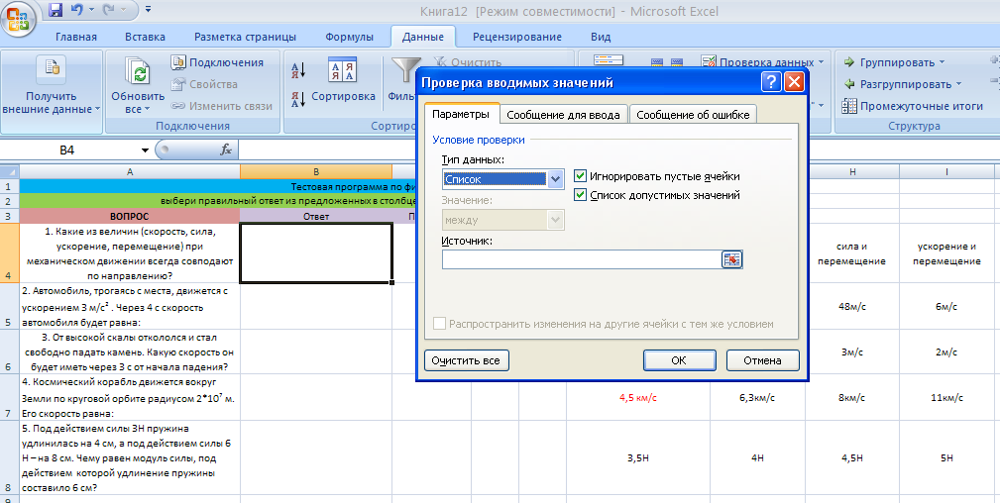 Книга12 [Режим совместимости] - Microsoft Excel
Главная Вставка Разметка страницы Формулы Данные Рецензирование Вид
Получить внешние данные
Обновить все
Подключения
Свойства
Изменить связи
Подключения
А Я
Я А
А Я
Я А
Сортировка
Очистить
Проверка данных
Группировать
Разгруппировать
Промежуточные итоги
Структура
B4
fx
Проверка вводимых значений
Параметры Сообщение для ввода Сообщение об ошибке
Условие проверки
Тип данных:
Список
Игнорировать пустые ячейки
Значение:
Список допустимых значений
между
Источник:
Распространить изменения на другие ячейки с тем же условием
Очистить все ОК Отмена
A B H I
1 Тестовая программа по
2 выбери правильный ответ из предложенных в
3 ВОПРОС Ответ
1. Какие из величин (скорость, сила,
ускорение, перемещение) при
механическом движении всегда совподают
по направлению?
4
сила и перемещение
ускорение и перемещение
2. Автомобиль, трогаясь с места, движется с
ускорением 3 м/с² . Через 4 с скорость
автомобиля будет равна:
5
48м/с 6м/с
3. От высокой скалы откололся и стал
свободно падать камень. Какую скорость он
будет иметь через 3 с от начала падения?
6
3м/с 2м/с
4. Космический корабль движется вокруг
Земли по круговой орбите радиусом 2*10⁷ м.
Его скорость равна:
7
4,5 км/с 6,3км/с 8км/с 11км/с
5. Под действием силы 3Н пружина
удлинилась на 4 см, а под действием силы 6
Н – на 8 см. Чему равен модуль силы, под
действием которой удлинение пружины
составило 6 см?
8
3,5Н 4Н 4,5Н 5Н